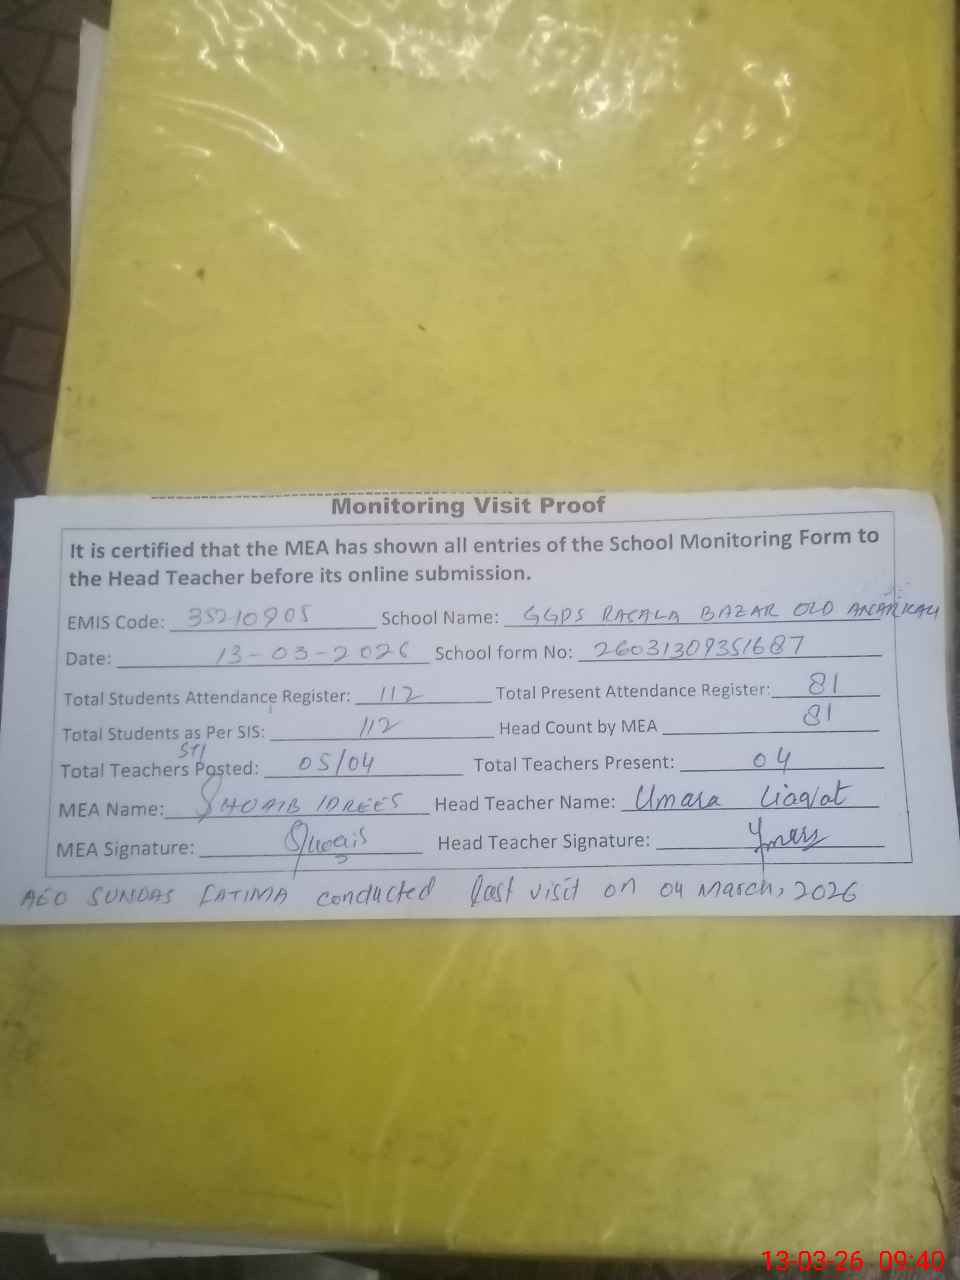 Monitoring Visit Proof
It is certified that the MEA has shown all entries of the School Monitoring Form to
the Head Teacher before its online submission.
EMIS Code: 35210905 School Name: GGPS RASALA BAZAR OLD ANARKALI
Date: 13-03-2026 School form No: 26031309351687
Total Students Attendance Register: 112 Total Present Attendance Register: 81
Total Students as Per SIS: 112 Head Count by MEA 81
STI
Total Teachers Posted: 05/04 Total Teachers Present: 04
MEA Name: SHOAIB IDREES Head Teacher Name: Umara Liaqat
MEA Signature: Head Teacher Signature:
AEO SUNDAS FATIMA conducted last visit on 04 March, 2026
13-03-26 09:40